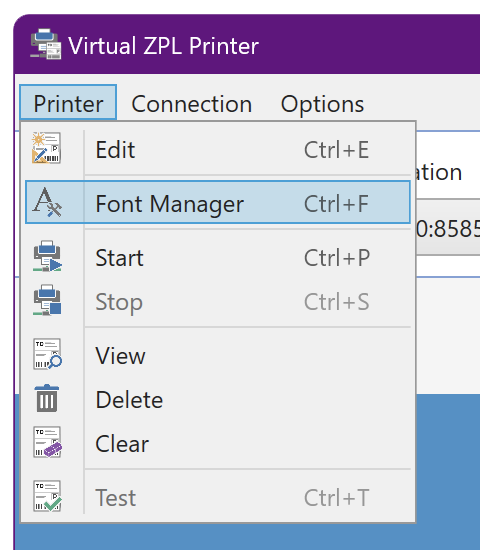 Virtual ZPL Printer
Printer Connection Options
Edit Ctrl+E
Font Manager Ctrl+F
Start Ctrl+P
Stop Ctrl+S
View
Delete
Clear
Test Ctrl+T
ation
0:8585